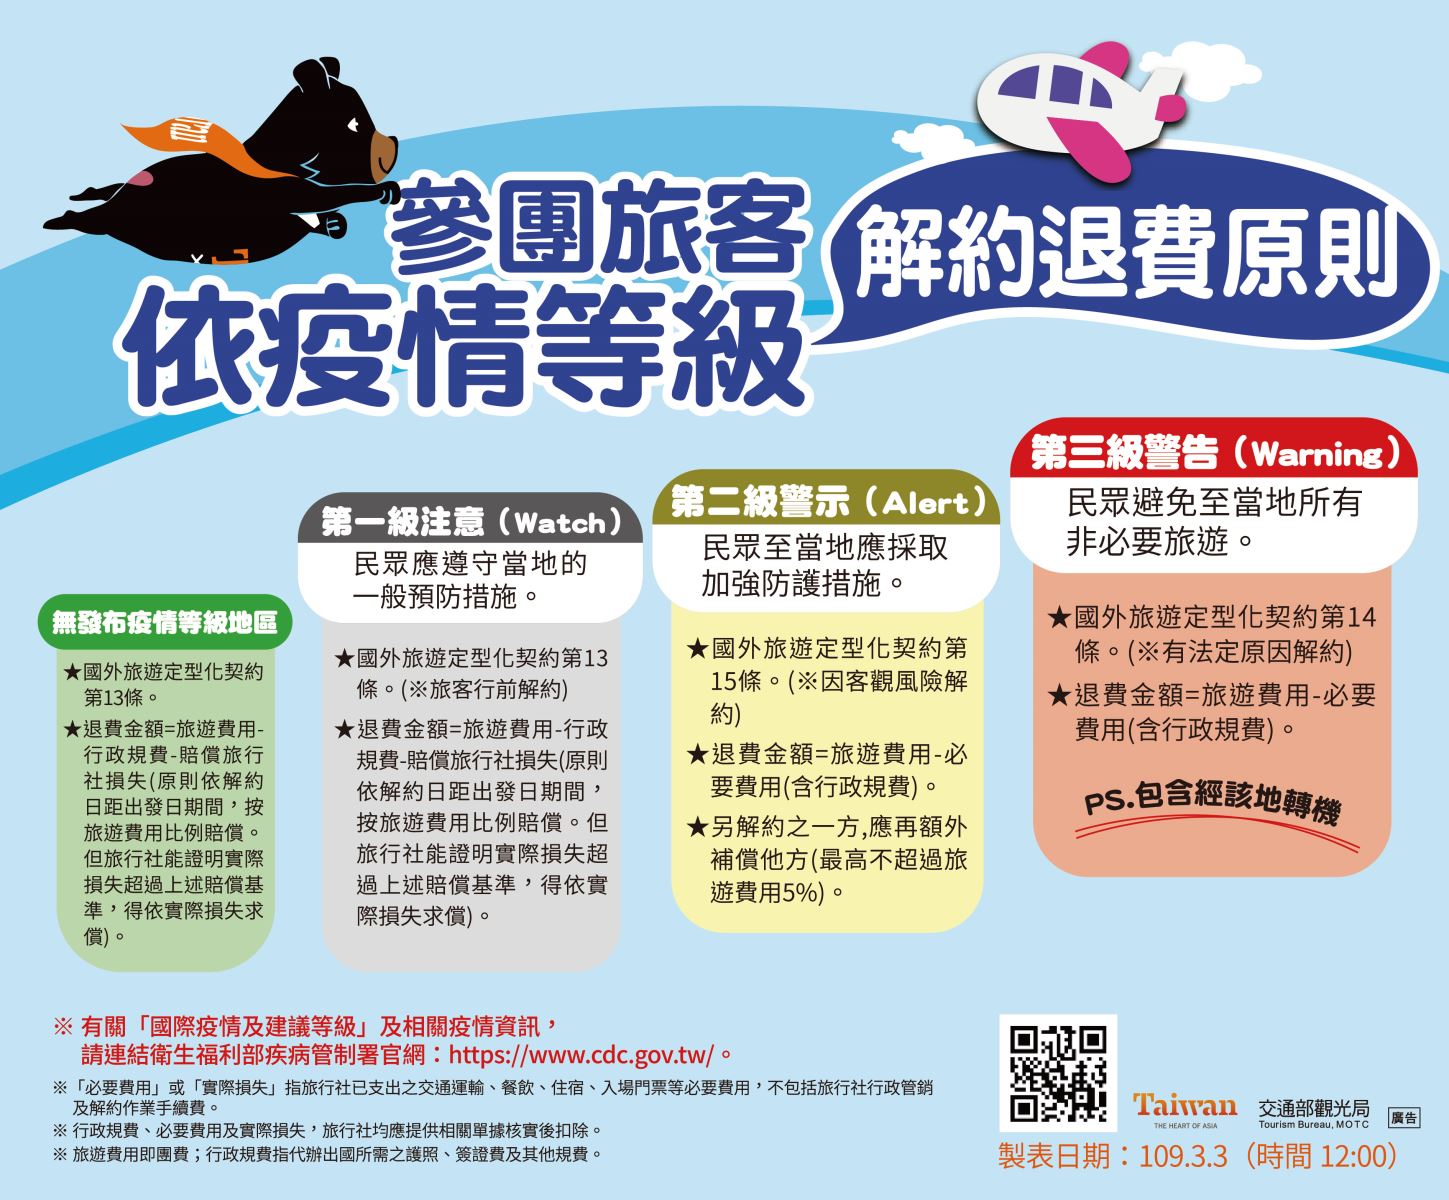 參團旅客
依疫情等級
解約退費原則
無發布疫情等級地區
★國外旅遊定型化契約
第13條。
★退費金額=旅遊費用-
行政規費-賠償旅行
社損失(原則依解約
日距出發日期間，按
旅遊費用比例賠償。
但旅行社能證明實際
損失超過上述賠償基
準，得依實際損失求
償)。
第一級注意（Watch）
民眾應遵守當地的
一般預防措施。
★國外旅遊定型化契約第13
條。(※旅客行前解約)
★退費金額=旅遊費用-行政
規費-賠償旅行社損失(原則
依解約日距出發日期間，
按旅遊費用比例賠償。但
旅行社能證明實際損失超
過上述賠償基準，得依實
際損失求償)。
第二級警示（Alert）
民眾至當地應採取
加強防護措施。
★國外旅遊定型化契約第
15條。(※因客觀風險解
約)
★退費金額=旅遊費用-必
要費用(含行政規費)。
★另解約之一方,應再額外
補償他方(最高不超過旅
遊費用5%)。
第三級警告（Warning）
民眾避免至當地所有
非必要旅遊。
★國外旅遊定型化契約第14
條。(※有法定原因解約)
★退費金額=旅遊費用-必要
費用(含行政規費)。
PS.包含經該地轉機
※ 有關「國際疫情及建議等級」及相關疫情資訊，
請連結衛生福利部疾病管制署官網：https://www.cdc.gov.tw/。
※「必要費用」或「實際損失」指旅行社已支出之交通運輸、餐飲、住宿、入場門票等必要費用，不包括旅行社行政管銷
及解約作業手續費。
※ 行政規費、必要費用及實際損失，旅行社均應提供相關單據核實後扣除。
※ 旅遊費用即團費；行政規費指代辦出國所需之護照、簽證費及其他規費。
Taiwan
THE HEART OF ASIA
交通部觀光局
Tourism Bureau, MOTC
廣告
製表日期：109.3.3（時間 12:00）